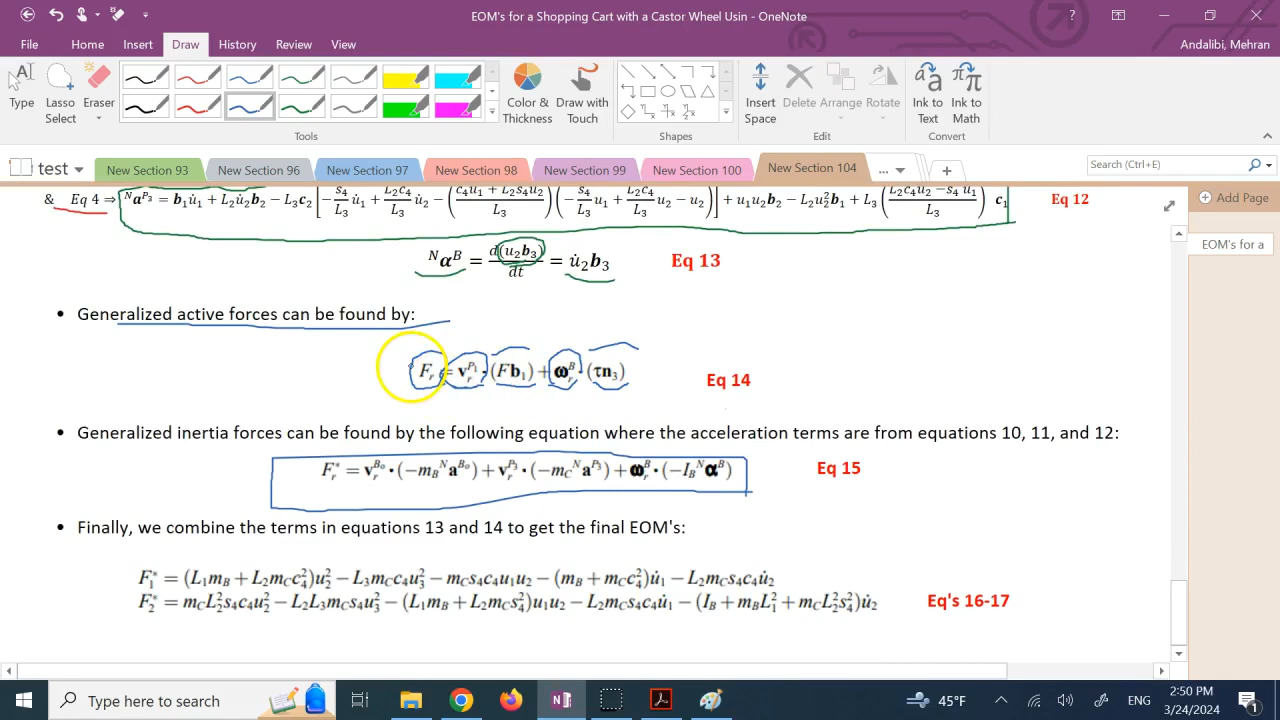 EOM's for a Shopping Cart with a Castor Wheel Usin - OneNote
?
Andalibi, Mehran
File Home Insert Draw History Review View
Type Lasso Select Eraser Color & Thickness Draw with Touch Insert Space Delete Arrange Rotate Ink to Text Ink to Math
Tools Shapes Edit Convert
test New Section 93 New Section 96 New Section 97 New Section 98 New Section 99 New Section 100 New Section 104 ... Search (Ctrl+E)
Add Page
EOM's for a
& Eq 4 ⇒ ᴺa^{P₃} = b₁u̇₁ + L₂u̇₂b₂ − L₃c₂ [−s₄/L₃ u̇₁ + L₂c₄/L₃ u̇₂ − ((c₄u₁ + L₂s₄u₂)/L₃)(−s₄/L₃ u₁ + L₂c₄/L₃ u₂ − u₂)] + u₁u₂b₂ − L₂u₂²b₁ + L₃((L₂c₄u₂ − s₄u₁)/L₃) c₁ Eq 12
ᴺα^B = d(u₂b₃)/dt = u̇₂b₃ Eq 13
• Generalized active forces can be found by:
F_r = v_r^{P₁} · (Fb₁) + ω_r^B · (τn₃) Eq 14
• Generalized inertia forces can be found by the following equation where the acceleration terms are from equations 10, 11, and 12:
F_r* = v_r^{B₀} · (−m_B ᴺa^{B₀}) + v_r^{P₃} · (−m_C ᴺa^{P₃}) + ω_r^B · (−I_B ᴺα^B) Eq 15
• Finally, we combine the terms in equations 13 and 14 to get the final EOM's:
F₁* = (L₁m_B + L₂m_Cc₄²)u₂² − L₃m_Cc₄u₃² − m_Cs₄c₄u₁u₂ − (m_B + m_Cc₄²)u̇₁ − L₂m_Cs₄c₄u̇₂
F₂* = m_CL₂²s₄c₄u₂² − L₂L₃m_Cs₄u₃² − (L₁m_B + L₂m_Cs₄²)u₁u₂ − L₂m_Cs₄c₄u̇₁ − (I_B + m_BL₁² + m_CL₂²s₄²)u̇₂ Eq's 16-17
Type here to search
45°F
ENG
2:50 PM
3/24/2024
1